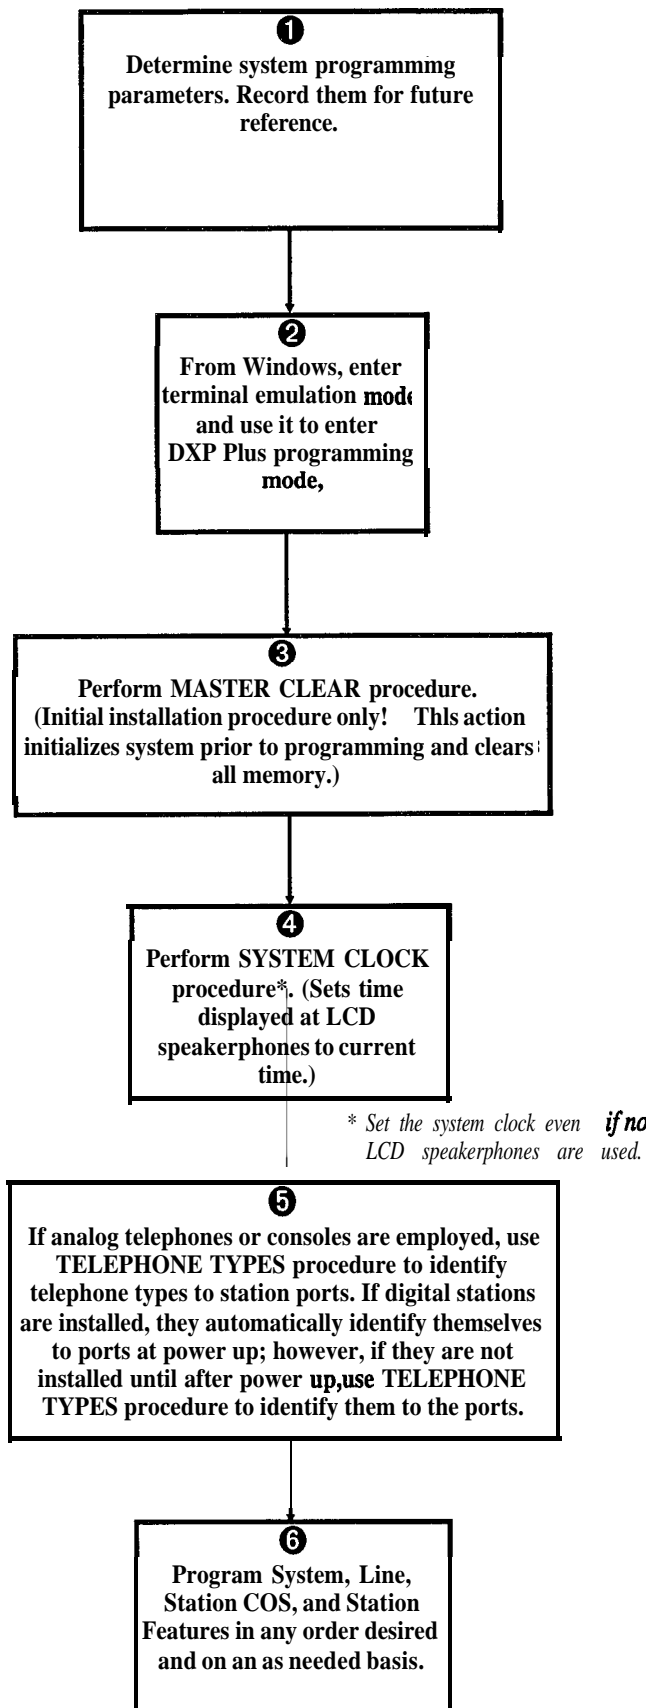 ❶
Determine system programming
parameters. Record them for future
reference.
❷
From Windows, enter
terminal emulation mode
and use it to enter
DXP Plus programming
mode,
❸
Perform MASTER CLEAR procedure.
(Initial installation procedure only! Thls action
initializes system prior to programming and clears
all memory.)
❹
Perform SYSTEM CLOCK
procedure*. (Sets time
displayed at LCD
speakerphones to current
time.)
* Set the system clock even if no
LCD speakerphones are used.
❺
If analog telephones or consoles are employed, use
TELEPHONE TYPES procedure to identify
telephone types to station ports. If digital stations
are installed, they automatically identify themselves
to ports at power up; however, if they are not
installed until after power up,use TELEPHONE
TYPES procedure to identify them to the ports.
❻
Program System, Line,
Station COS, and Station
Features in any order desired
and on an as needed basis.